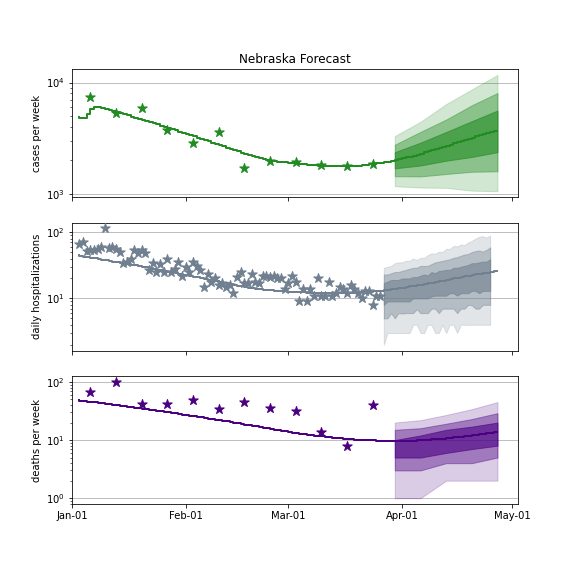 Nebraska Forecast
cases per week
10⁴
10³
daily hospitalizations
10²
10¹
deaths per week
10²
10¹
10⁰
Jan-01 Feb-01 Mar-01 Apr-01 May-01